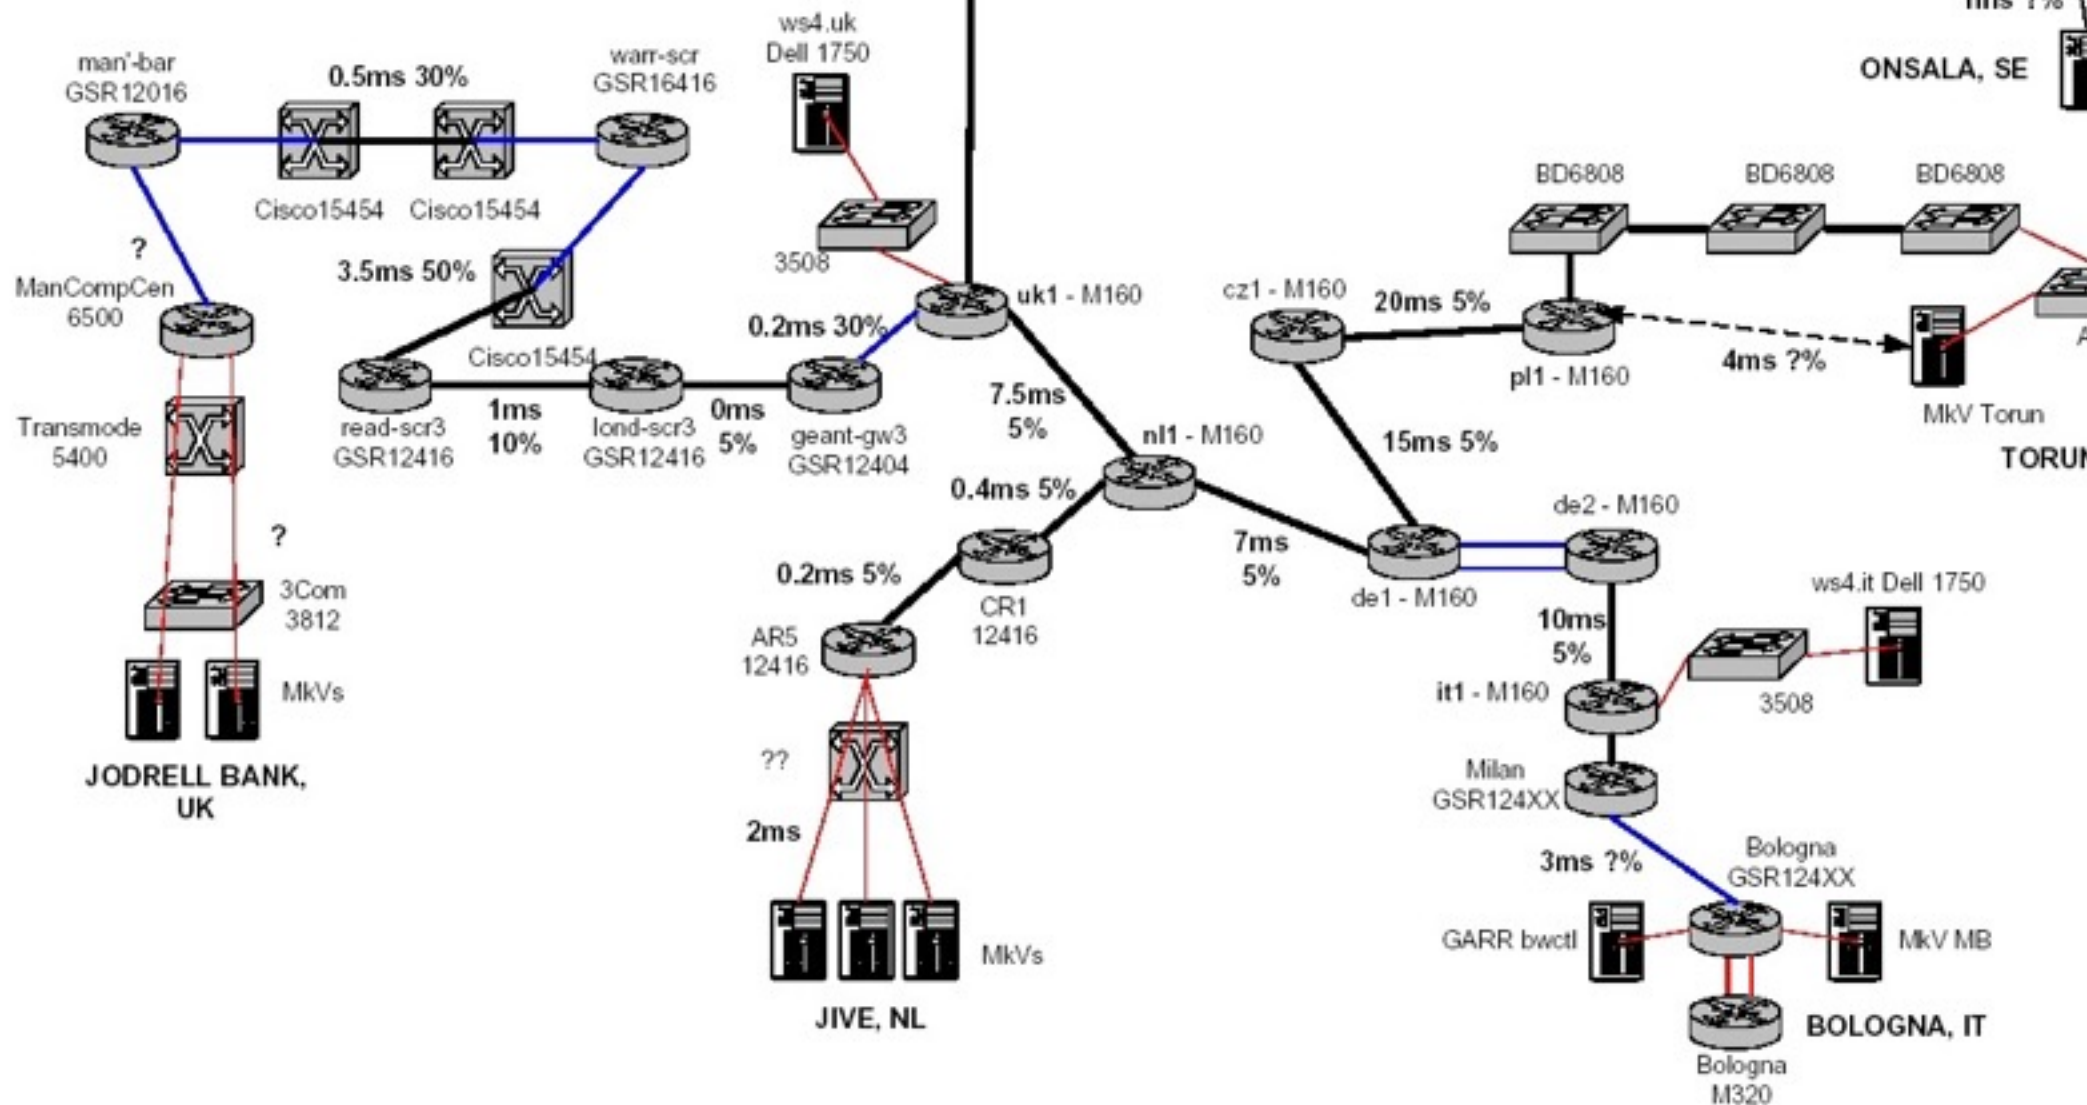 ws4.uk
Dell 1750
ONSALA, SE
man'-bar
GSR12016
0.5ms 30%
warr-scr
GSR16416
Cisco15454
Cisco15454
BD6808
BD6808
BD6808
?
3508
3.5ms 50%
ManCompCen
6500
uk1 - M160
cz1 - M160
20ms 5%
0.2ms 30%
Cisco15454
4ms ?%
pl1 - M160
MkV Torun
7.5ms
5%
1ms
10%
0ms
5%
read-scr3
GSR12416
lond-scr3
GSR12416
geant-gw3
GSR12404
nl1 - M160
15ms 5%
Transmode
5400
0.4ms 5%
de2 - M160
?
7ms
5%
0.2ms 5%
3Com
3812
CR1
12416
de1 - M160
ws4.it Dell 1750
AR5
12416
10ms
5%
MkVs
it1 - M160
3508
JODRELL BANK,
UK
??
Milan
GSR124XX
2ms
3ms ?%
Bologna
GSR124XX
GARR bwctl
MkV MB
MkVs
JIVE, NL
BOLOGNA, IT
Bologna
M320